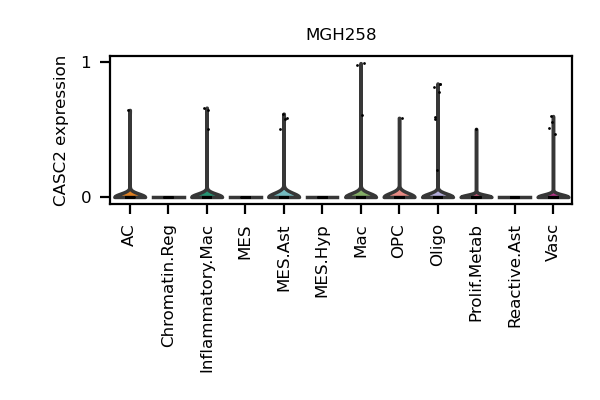 MGH258
CASC2 expression
1
0
AC
Chromatin.Reg
Inflammatory.Mac
MES
MES.Ast
MES.Hyp
Mac
OPC
Oligo
Prolif.Metab
Reactive.Ast
Vasc